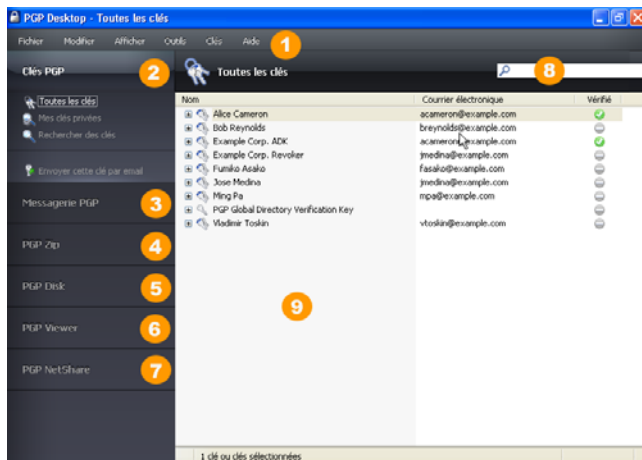 PGP Desktop - Toutes les clés
Fichier Modifier Afficher Outils Clés Aide
1
Clés PGP
2
Toutes les clés
8
Toutes les clés
Mes clés privées
Rechercher des clés
Envoyer cette clé par email
Messagerie PGP
3
PGP Zip
4
PGP Disk
5
PGP Viewer
6
PGP NetShare
7
Nom Courrier électronique Vérifié
Alice Cameron acameron@example.com
Bob Reynolds breynolds@example.com
Example Corp. ADK acameron@example.com
Example Corp. Revoker jmedina@example.com
Fumiko Asako fasako@example.com
Jose Medina jmedina@example.com
Ming Pa mpa@example.com
PGP Global Directory Verification Key
Vladimir Toskin vtoskin@example.com
9
1 clé ou clés sélectionnées